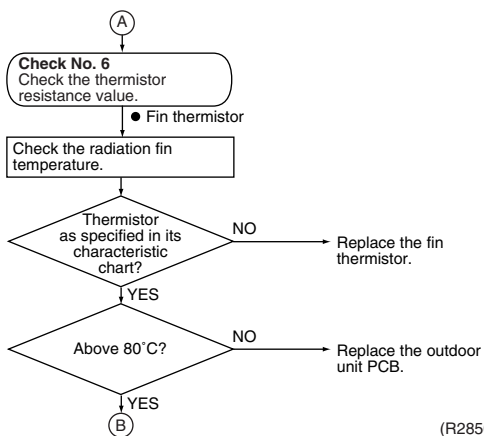 A
Check No. 6
Check the thermistor
resistance value.
● Fin thermistor
Check the radiation fin
temperature.
Thermistor
as specified in its
characteristic
chart?
NO
Replace the fin
thermistor.
YES
Above 80˚C?
NO
Replace the outdoor
unit PCB.
YES
B
(R285